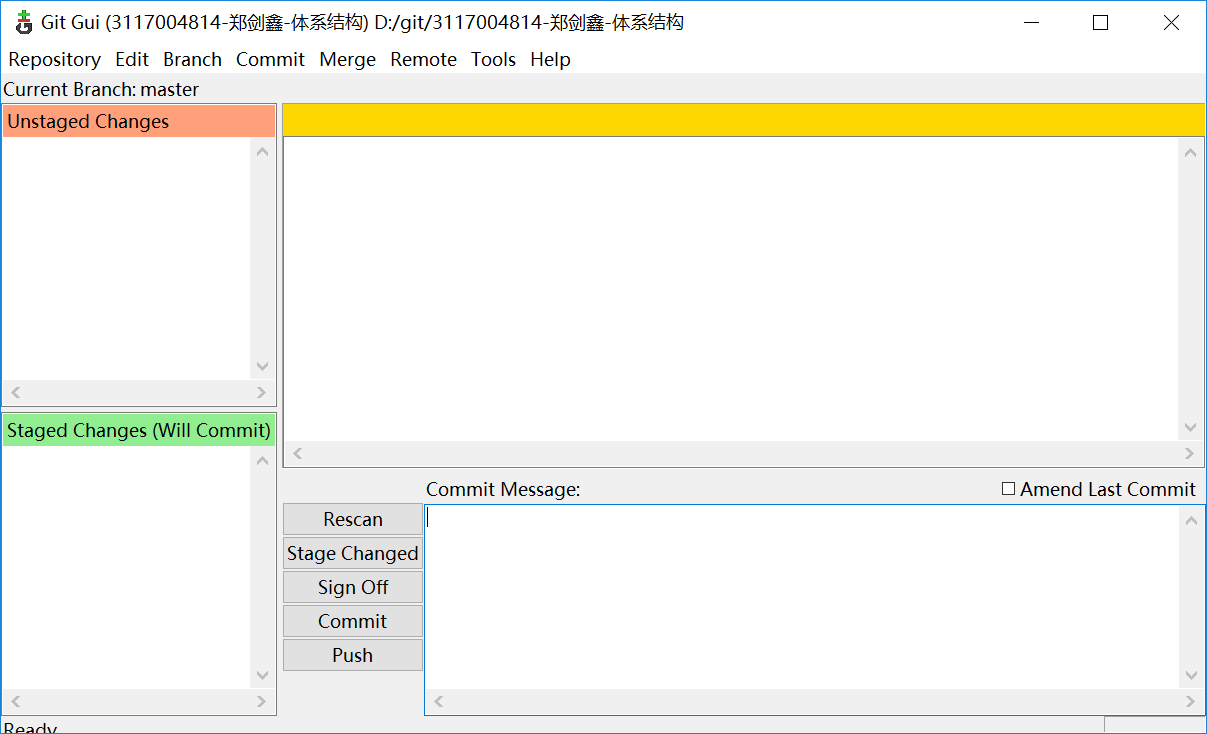 Git Gui (3117004814-郑剑鑫-体系结构) D:/git/3117004814-郑剑鑫-体系结构
Repository Edit Branch Commit Merge Remote Tools Help
Current Branch: master
Unstaged Changes
Staged Changes (Will Commit)
Commit Message:
Amend Last Commit
Rescan
Stage Changed
Sign Off
Commit
Push
Ready